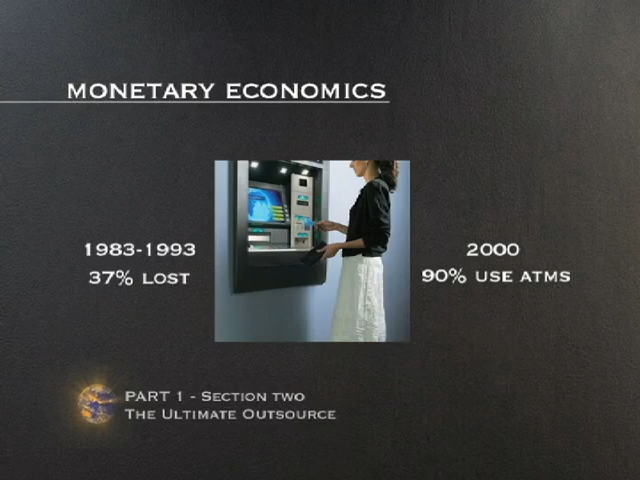 MONETARY ECONOMICS
1983-1993
37% LOST
2000
90% USE ATMS
PART 1 - SECTION TWO
THE ULTIMATE OUTSOURCE